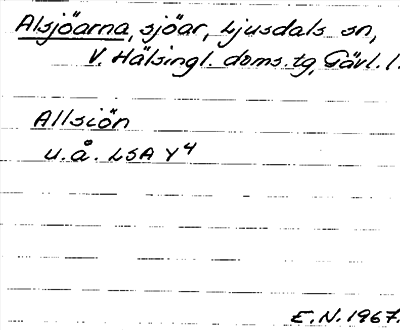 Alsjöarna, sjöar, Ljusdals sn,
V. Hälsingl. doms.tg, Gävl. l.
Allsiön
u.å. LSA Y4
E.N. 1967.